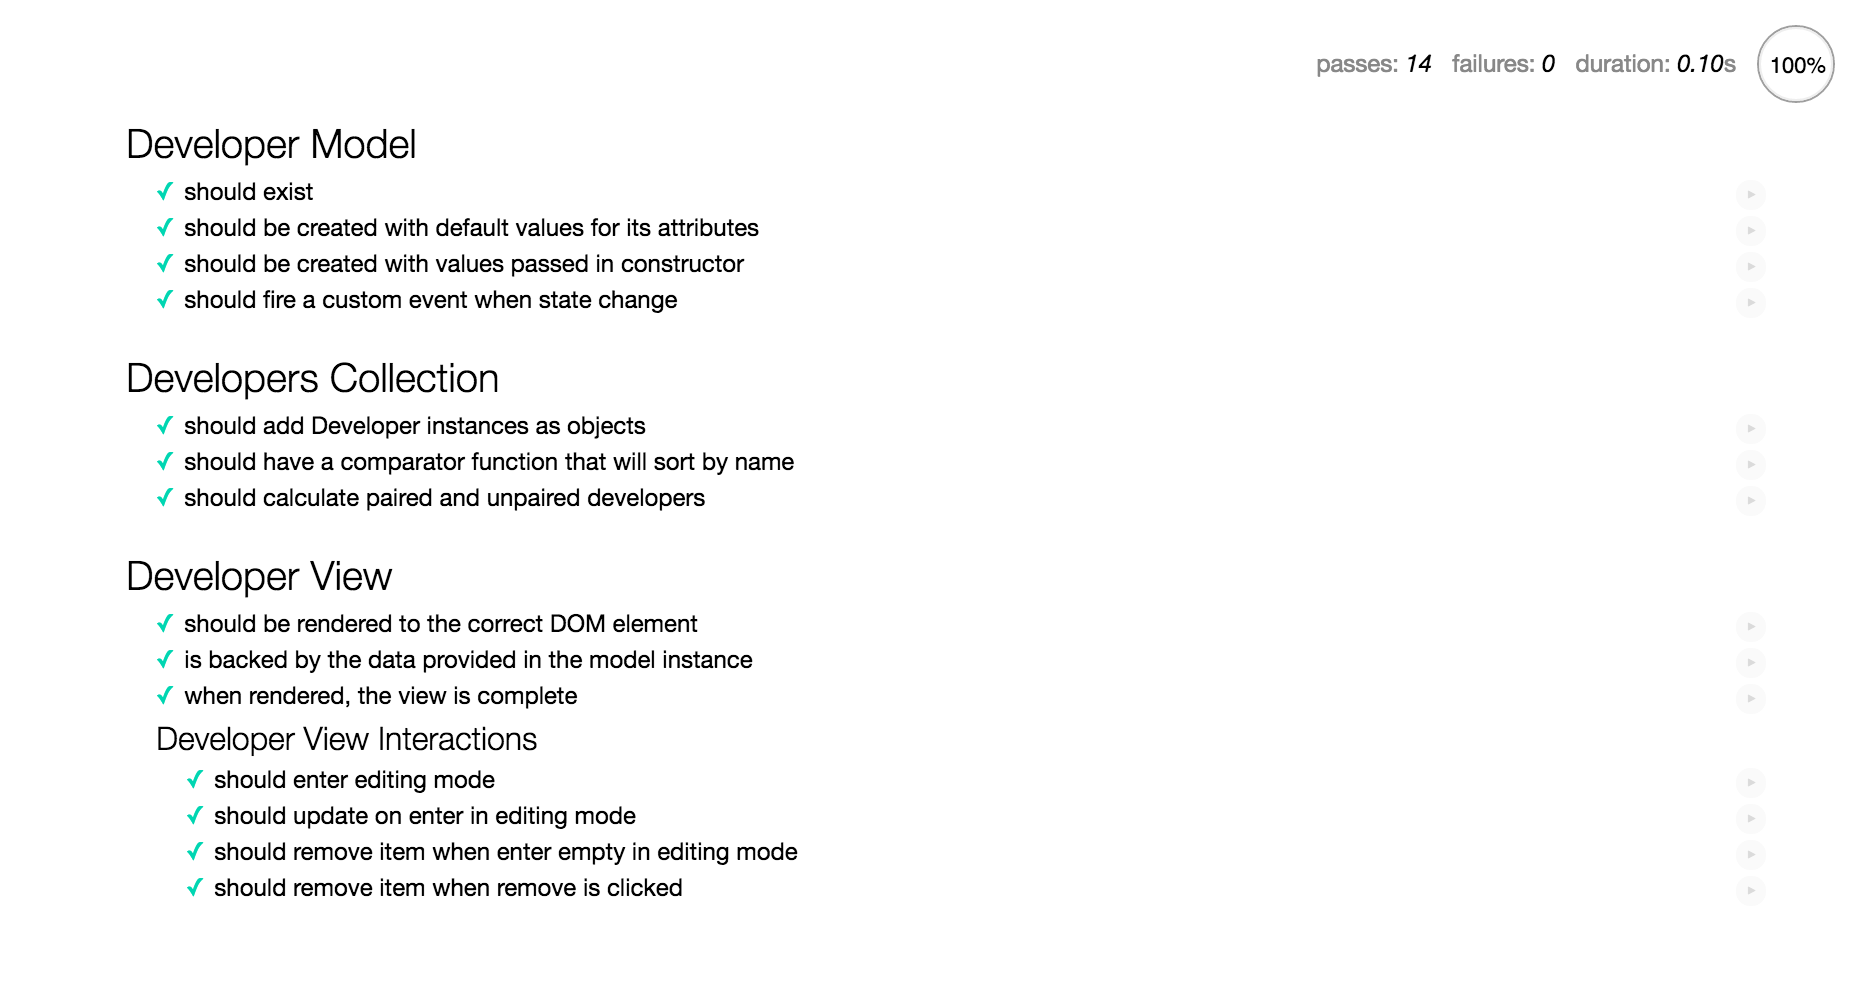 passes: 14 failures: 0 duration: 0.10s 100%
Developer Model
✓ should exist
✓ should be created with default values for its attributes
✓ should be created with values passed in constructor
✓ should fire a custom event when state change
Developers Collection
✓ should add Developer instances as objects
✓ should have a comparator function that will sort by name
✓ should calculate paired and unpaired developers
Developer View
✓ should be rendered to the correct DOM element
✓ is backed by the data provided in the model instance
✓ when rendered, the view is complete
Developer View Interactions
✓ should enter editing mode
✓ should update on enter in editing mode
✓ should remove item when enter empty in editing mode
✓ should remove item when remove is clicked